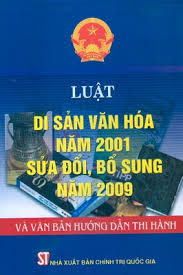 LUẬT
DI SẢN VĂN HÓA
NĂM 2001
SỬA ĐỔI, BỔ SUNG
NĂM 2009
VÀ VĂN BẢN HƯỚNG DẪN THI HÀNH
ST NHÀ XUẤT BẢN CHÍNH TRỊ QUỐC GIA